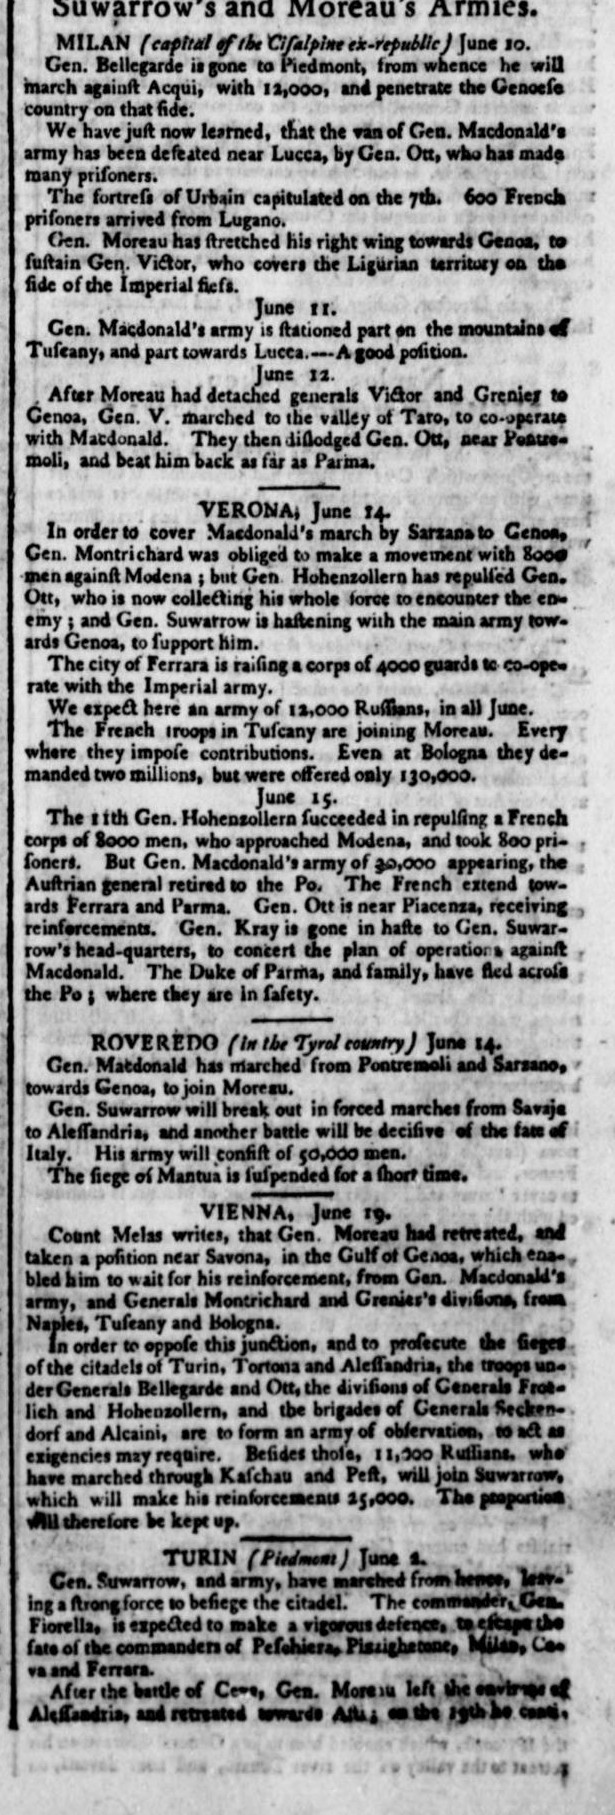 Suwarrow's and Moreau's Armies.
MILAN (capital of the Cisalpine ex-republic) June 10.
Gen. Bellegarde is gone to Piedmont, from whence he will
march againſt Acqui, with 12,000, and penetrate the Genoeſe
country on that ſide.
We have juſt now learned, that the van of Gen. Macdonald's
army has been defeated near Lucca, by Gen. Ott, who has made
many priſoners.
The fortreſs of Urbain capitulated on the 7th. 600 French
priſoners arrived from Lugano.
Gen. Moreau has ſtretched his right wing towards Genoa, to
ſuſtain Gen. Victor, who covers the Ligurian territory on the
ſide of the Imperial fiefs.
June 11.
Gen. Macdonald's army is ſtationed part on the mountains of
Tuſcany, and part towards Lucca.---A good poſition.
June 12.
After Moreau had detached generals Victor and Grenier to
Genoa, Gen. V. marched to the valley of Taro, to co-operate
with Macdonald. They then diſlodged Gen. Ott, near Pontre-
moli, and beat him back as far as Parma.
VERONA, June 14.
In order to cover Macdonald's march by Sarzana to Genoa,
Gen. Montrichard was obliged to make a movement with 8000
men againſt Modena; but Gen Hohenzollern has repulſed Gen.
Ott, who is now collecting his whole force to encounter the en-
emy; and Gen. Suwarrow is haſtening with the main army tow-
ards Genoa, to ſupport him.
The city of Ferrara is raiſing a corps of 4000 guards to co-ope-
rate with the Imperial army.
We expect here an army of 12,000 Ruſſians, in all June.
The French troops in Tuſcany are joining Moreau. Every
where they impoſe contributions. Even at Bologna they de-
manded two millions, but were offered only 130,000.
June 15.
The 11th Gen. Hohenzollern ſucceeded in repulſing a French
corps of 8000 men, who approached Modena, and took 800 pri-
ſoners. But Gen. Macdonald's army of 30,000 appearing, the
Auſtrian general retired to the Po. The French extend tow-
ards Ferrara and Parma. Gen. Ott is near Piacenza, receiving
reinforcements. Gen. Kray is gone in haſte to Gen. Suwar-
row's head-quarters, to concert the plan of operations againſt
Macdonald. The Duke of Parma, and family, have fled acroſs
the Po; where they are in ſafety.
ROVEREDO (In the Tyrol country) June 14.
Gen. Macdonald has marched from Pontremoli and Sarzano,
towards Genoa, to join Moreau.
Gen. Suwarrow will break out in forced marches from Savaja
to Aleſſandria, and another battle will be deciſive of the fate of
Italy. His army will conſiſt of 50,000 men.
The ſiege of Mantua is ſuſpended for a ſhort time.
VIENNA, June 19.
Count Melas writes, that Gen. Moreau had retreated, and
taken a poſition near Savona, in the Gulf of Genoa, which ena-
bled him to wait for his reinforcement, from Gen. Macdonald's
army, and Generals Montrichard and Grenier's diviſions, from
Naples, Tuſcany and Bologna.
In order to oppoſe this junction, and to proſecute the ſieges
of the citadels of Turin, Tortona and Aleſſandria, the troops un-
der Generals Bellegarde and Ott, the diviſions of Generals Froe-
lich and Hohenzollern, and the brigades of Generals Secken-
dorf and Alcaini, are to form an army of obſervation, to act as
exigencies may require. Beſides thoſe, 11,000 Ruſſians, who
have marched through Kaſchau and Peſt, will join Suwarrow,
which will make his reinforcements 25,000. The proportion
will therefore be kept up.
TURIN (Piedmont) June 2.
Gen. Suwarrow, and army, have marched from hence, leav-
ing a ſtrong force to beſiege the citadel. The commander, Gen.
Fiorella, is expected to make a vigorous defence, to eſcape the
fate of the commanders of Peſchiera, Pizzighetone, Milan, Ce-
va and Ferrara.
After the battle of Ceva, Gen. Moreau left the environs of
Aleſſandria, and retreated towards Aſti; on the 19th he conti-